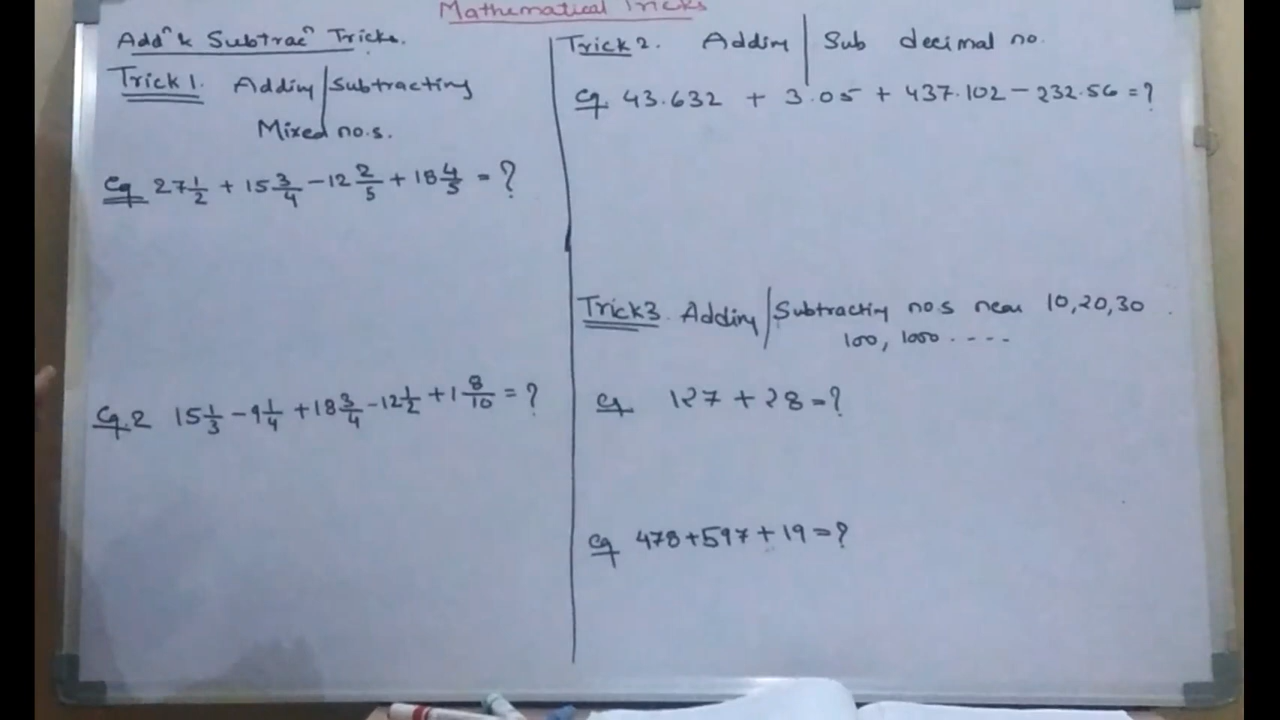 Mathematical Tricks
Addⁿ & Subtracⁿ Tricks.
Trick 1. Adding | Subtracting
Mixed no.s.
eg 27 1/2 + 15 3/4 - 12 2/5 + 18 4/5 = ?
eg.2 15 1/3 - 9 1/4 + 18 3/4 - 12 1/2 + 1 8/10 = ?
Trick 2. Adding | Sub decimal no.
eg. 43.632 + 3.05 + 437.102 - 232.56 = ?
Trick 3. Adding | Subtracting no.s near 10, 20, 30
100, 1000 . - - - -
eg. 127 + 28 = ?
eg 478 + 597 + 19 = ?